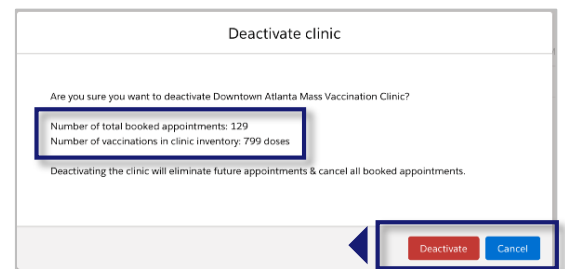 Deactivate clinic
Are you sure you want to deactivate Downtown Atlanta Mass Vaccination Clinic?
Number of total booked appointments: 129
Number of vaccinations in clinic inventory: 799 doses
Deactivating the clinic will eliminate future appointments & cancel all booked appointments.
Deactivate Cancel